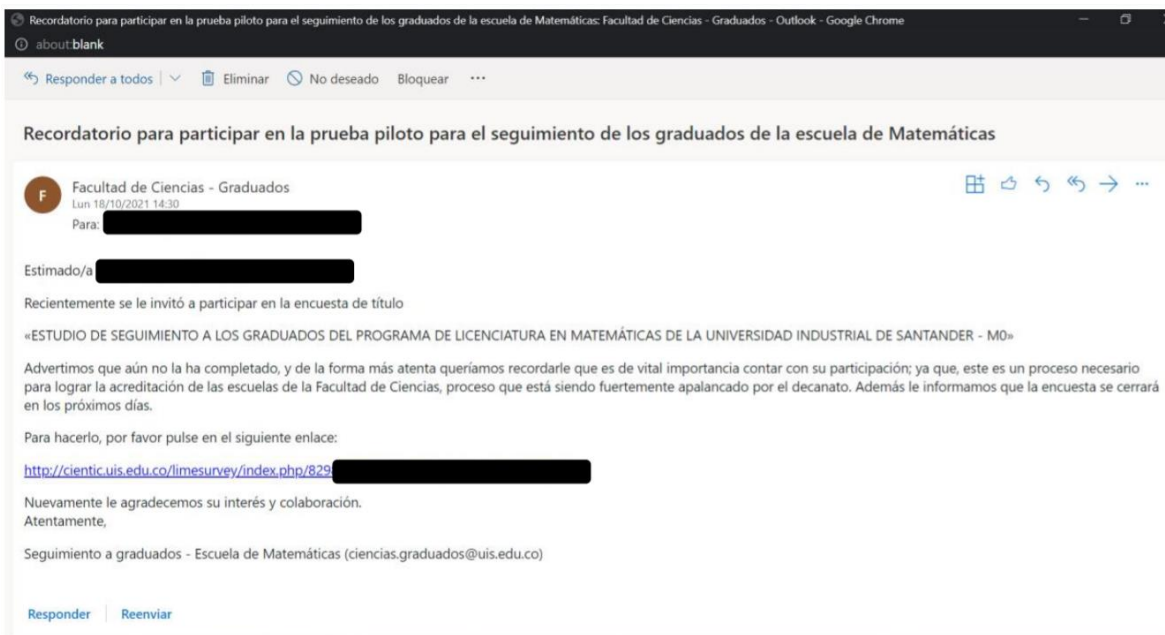 Recordatorio para participar en la prueba piloto para el seguimiento de los graduados de la escuela de Matemáticas: Facultad de Ciencias - Graduados - Outlook - Google Chrome
about:blank
Responder a todos Eliminar No deseado Bloquear ...
Recordatorio para participar en la prueba piloto para el seguimiento de los graduados de la escuela de Matemáticas
F
Facultad de Ciencias - Graduados
Lun 18/10/2021 14:30
Para:
Estimado/a
Recientemente se le invitó a participar en la encuesta de título
«ESTUDIO DE SEGUIMIENTO A LOS GRADUADOS DEL PROGRAMA DE LICENCIATURA EN MATEMÁTICAS DE LA UNIVERSIDAD INDUSTRIAL DE SANTANDER - M0»
Advertimos que aún no la ha completado, y de la forma más atenta queríamos recordarle que es de vital importancia contar con su participación; ya que, este es un proceso necesario
para lograr la acreditación de las escuelas de la Facultad de Ciencias, proceso que está siendo fuertemente apalancado por el decanato. Además le informamos que la encuesta se cerrará
en los próximos días.
Para hacerlo, por favor pulse en el siguiente enlace:
http://cientic.uis.edu.co/limesurvey/index.php/829
Nuevamente le agradecemos su interés y colaboración.
Atentamente,
Seguimiento a graduados - Escuela de Matemáticas (ciencias.graduados@uis.edu.co)
Responder Reenviar